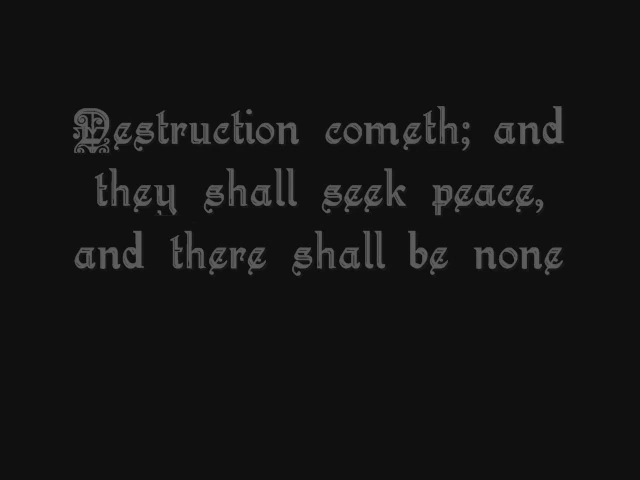 Destruction cometh; and
they shall seek peace,
and there shall be none